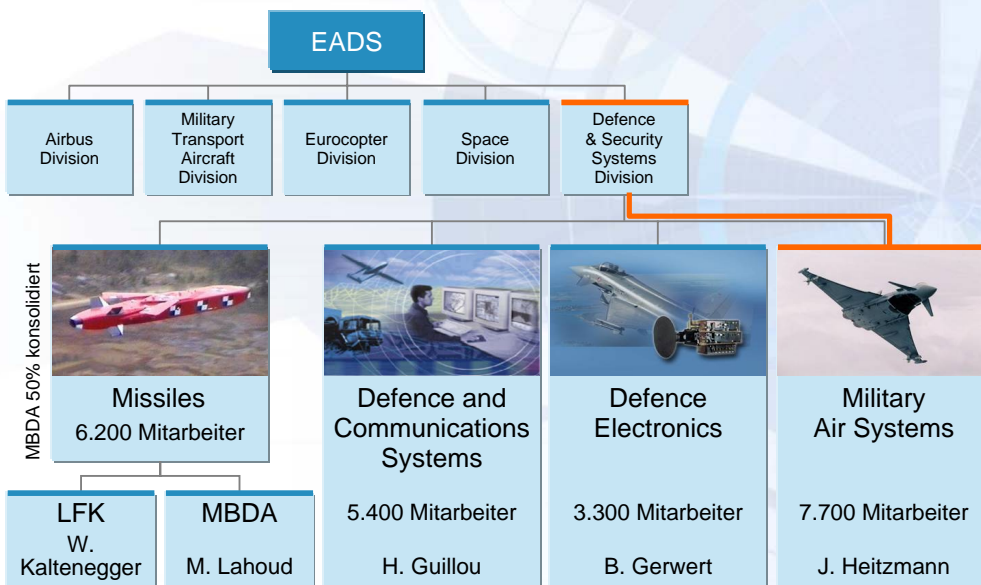 EADS
Airbus
Division
Military
Transport
Aircraft
Division
Eurocopter
Division
Space
Division
Defence
& Security
Systems
Division
MBDA 50% konsolidiert
Missiles
6.200 Mitarbeiter
LFK
W.
Kaltenegger
MBDA
M. Lahoud
Defence and
Communications
Systems
5.400 Mitarbeiter
H. Guillou
Defence
Electronics
3.300 Mitarbeiter
B. Gerwert
Military
Air Systems
7.700 Mitarbeiter
J. Heitzmann